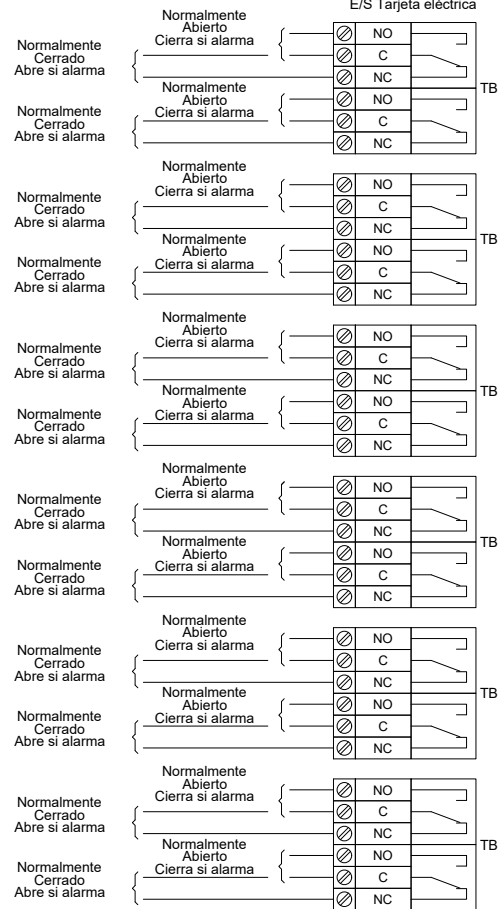 E/S Tarjeta eléctrica
Normalmente
Abierto
Cierra si alarma
NO
Normalmente
Cerrado
Abre si alarma
C
NC
TB
Normalmente
Abierto
Cierra si alarma
NO
Normalmente
Cerrado
Abre si alarma
C
NC
Normalmente
Abierto
Cierra si alarma
NO
Normalmente
Cerrado
Abre si alarma
C
NC
TB
Normalmente
Abierto
Cierra si alarma
NO
Normalmente
Cerrado
Abre si alarma
C
NC
Normalmente
Abierto
Cierra si alarma
NO
Normalmente
Cerrado
Abre si alarma
C
NC
TB
Normalmente
Abierto
Cierra si alarma
NO
Normalmente
Cerrado
Abre si alarma
C
NC
Normalmente
Abierto
Cierra si alarma
NO
Normalmente
Cerrado
Abre si alarma
C
NC
TB
Normalmente
Abierto
Cierra si alarma
NO
Normalmente
Cerrado
Abre si alarma
C
NC
Normalmente
Abierto
Cierra si alarma
NO
Normalmente
Cerrado
Abre si alarma
C
NC
TB
Normalmente
Abierto
Cierra si alarma
NO
Normalmente
Cerrado
Abre si alarma
C
NC
Normalmente
Abierto
Cierra si alarma
NO
Normalmente
Cerrado
Abre si alarma
C
NC
TB
Normalmente
Abierto
Cierra si alarma
NO
Normalmente
Cerrado
Abre si alarma
C
NC